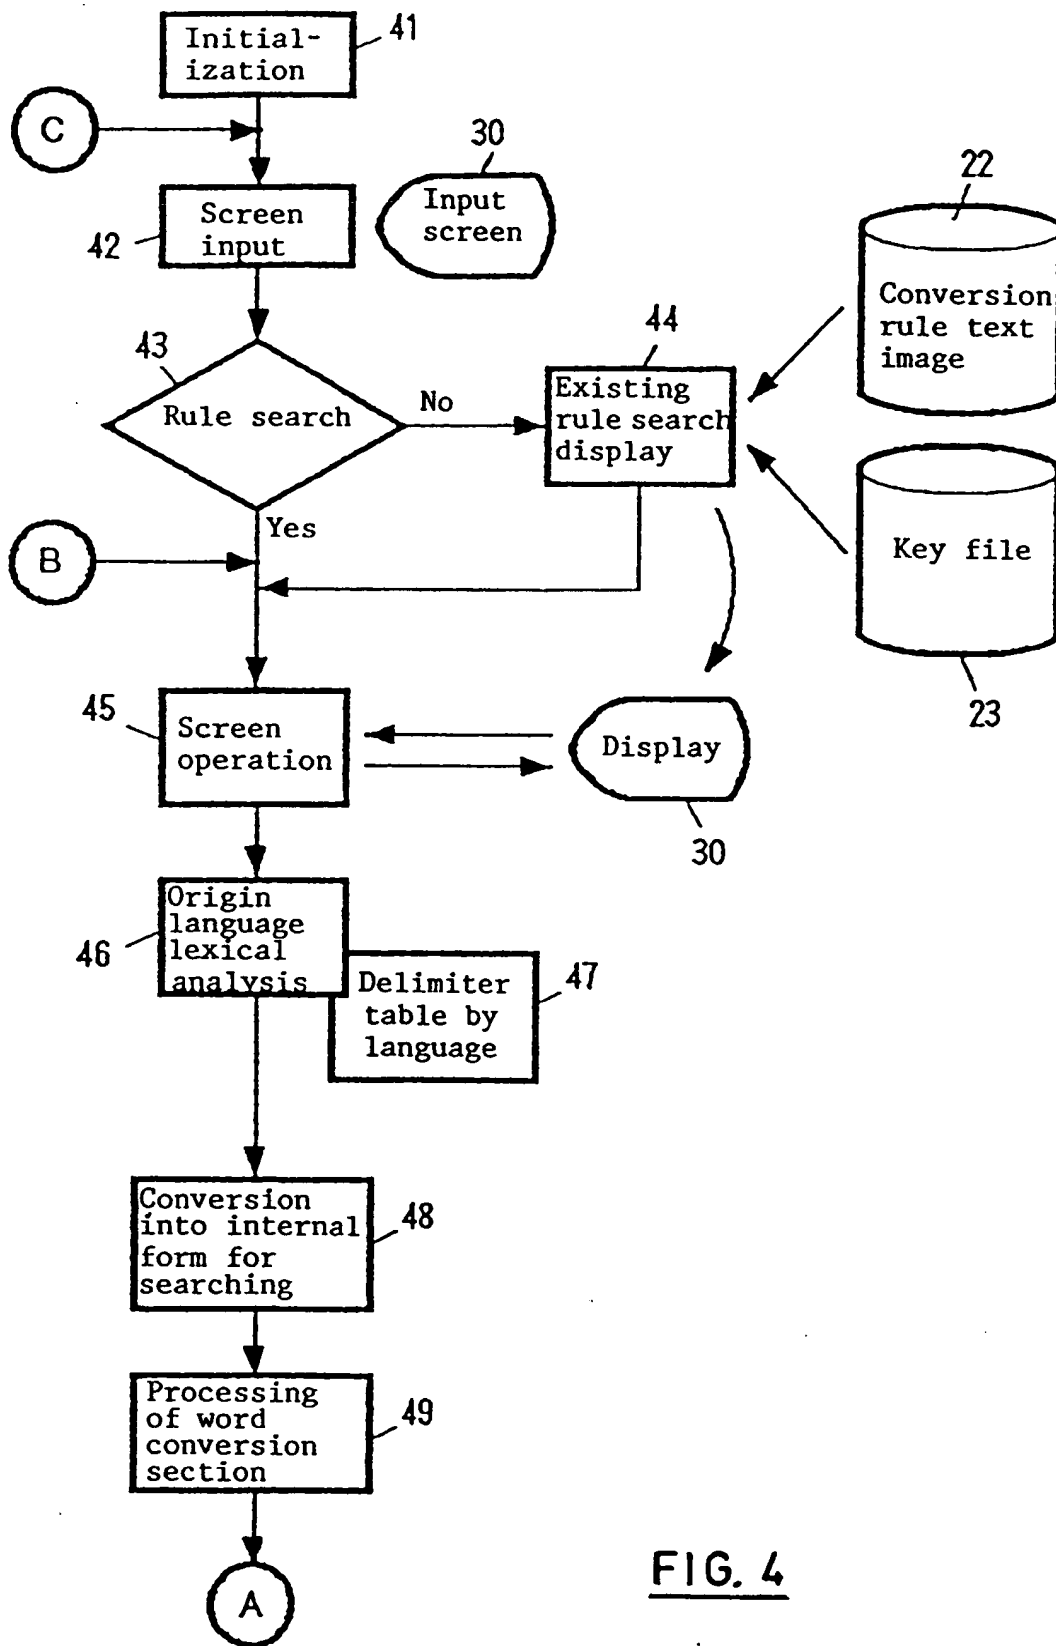 Initial-
ization
41
C
30
Input
screen
22
Screen
input
42
Conversion
rule text
image
43
Rule search
No
44
Existing
rule search
display
Yes
B
Key file
23
45
Screen
operation
Display
30
Origin
language
lexical
analysis
46
Delimiter
table by
language
47
Conversion
into internal
form for
searching
48
Processing
of word
conversion
section
49
A
FIG. 4